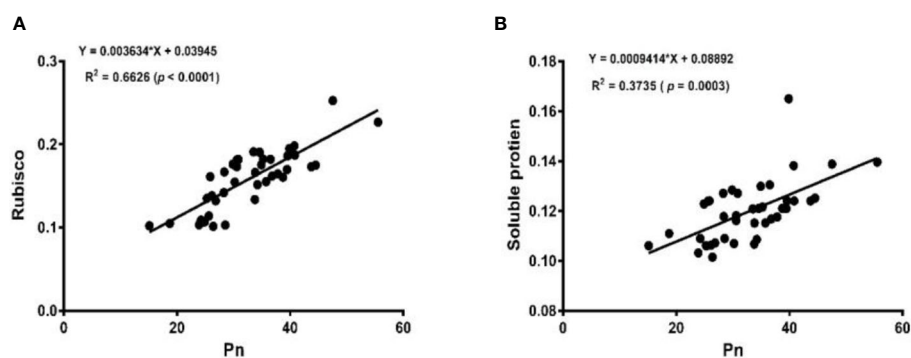 A
Y = 0.003634*X + 0.03945
R² = 0.6626 (p < 0.0001)
0.3
0.2
0.1
0.0
Rubisco
0
20
40
60
Pn
B
Y = 0.0009414*X + 0.08892
R² = 0.3735 ( p = 0.0003)
0.18
0.16
0.14
0.12
0.10
0.08
Soluble protien
0
20
40
60
Pn